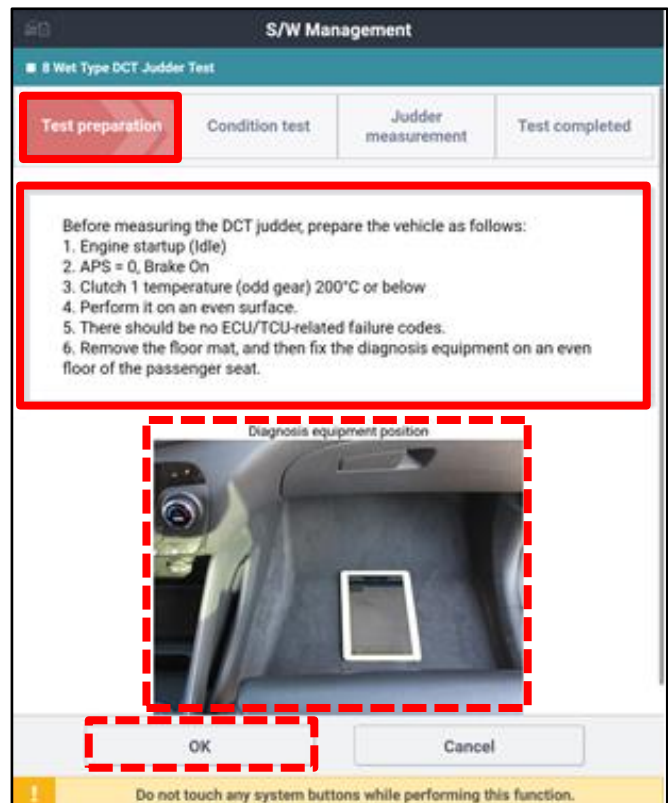 S/W Management
■ 8 Wet Type DCT Judder Test
Test preparation
Condition test
Judder
measurement
Test completed
Before measuring the DCT judder, prepare the vehicle as follows:
1. Engine startup (Idle)
2. APS = 0, Brake On
3. Clutch 1 temperature (odd gear) 200°C or below
4. Perform it on an even surface.
5. There should be no ECU/TCU-related failure codes.
6. Remove the floor mat, and then fix the diagnosis equipment on an even
floor of the passenger seat.
Diagnosis equipment position
OK
Cancel
! Do not touch any system buttons while performing this function.